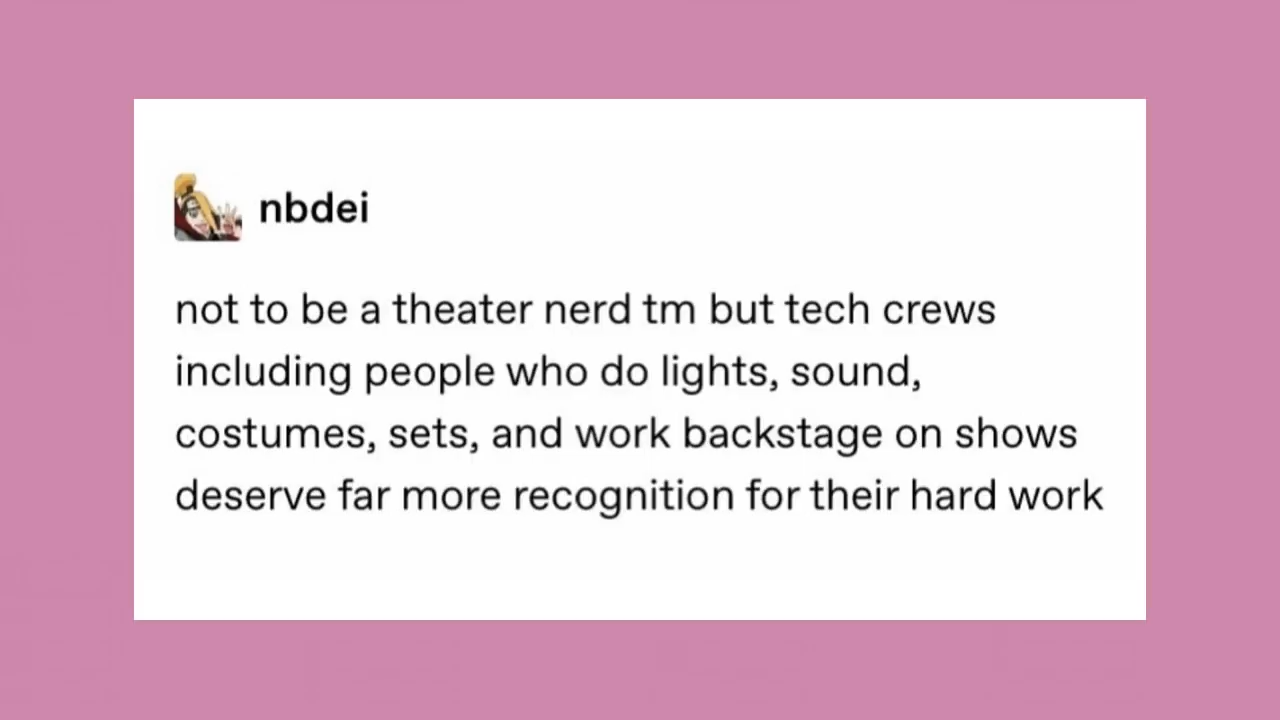 nbdei
not to be a theater nerd tm but tech crews
including people who do lights, sound,
costumes, sets, and work backstage on shows
deserve far more recognition for their hard work